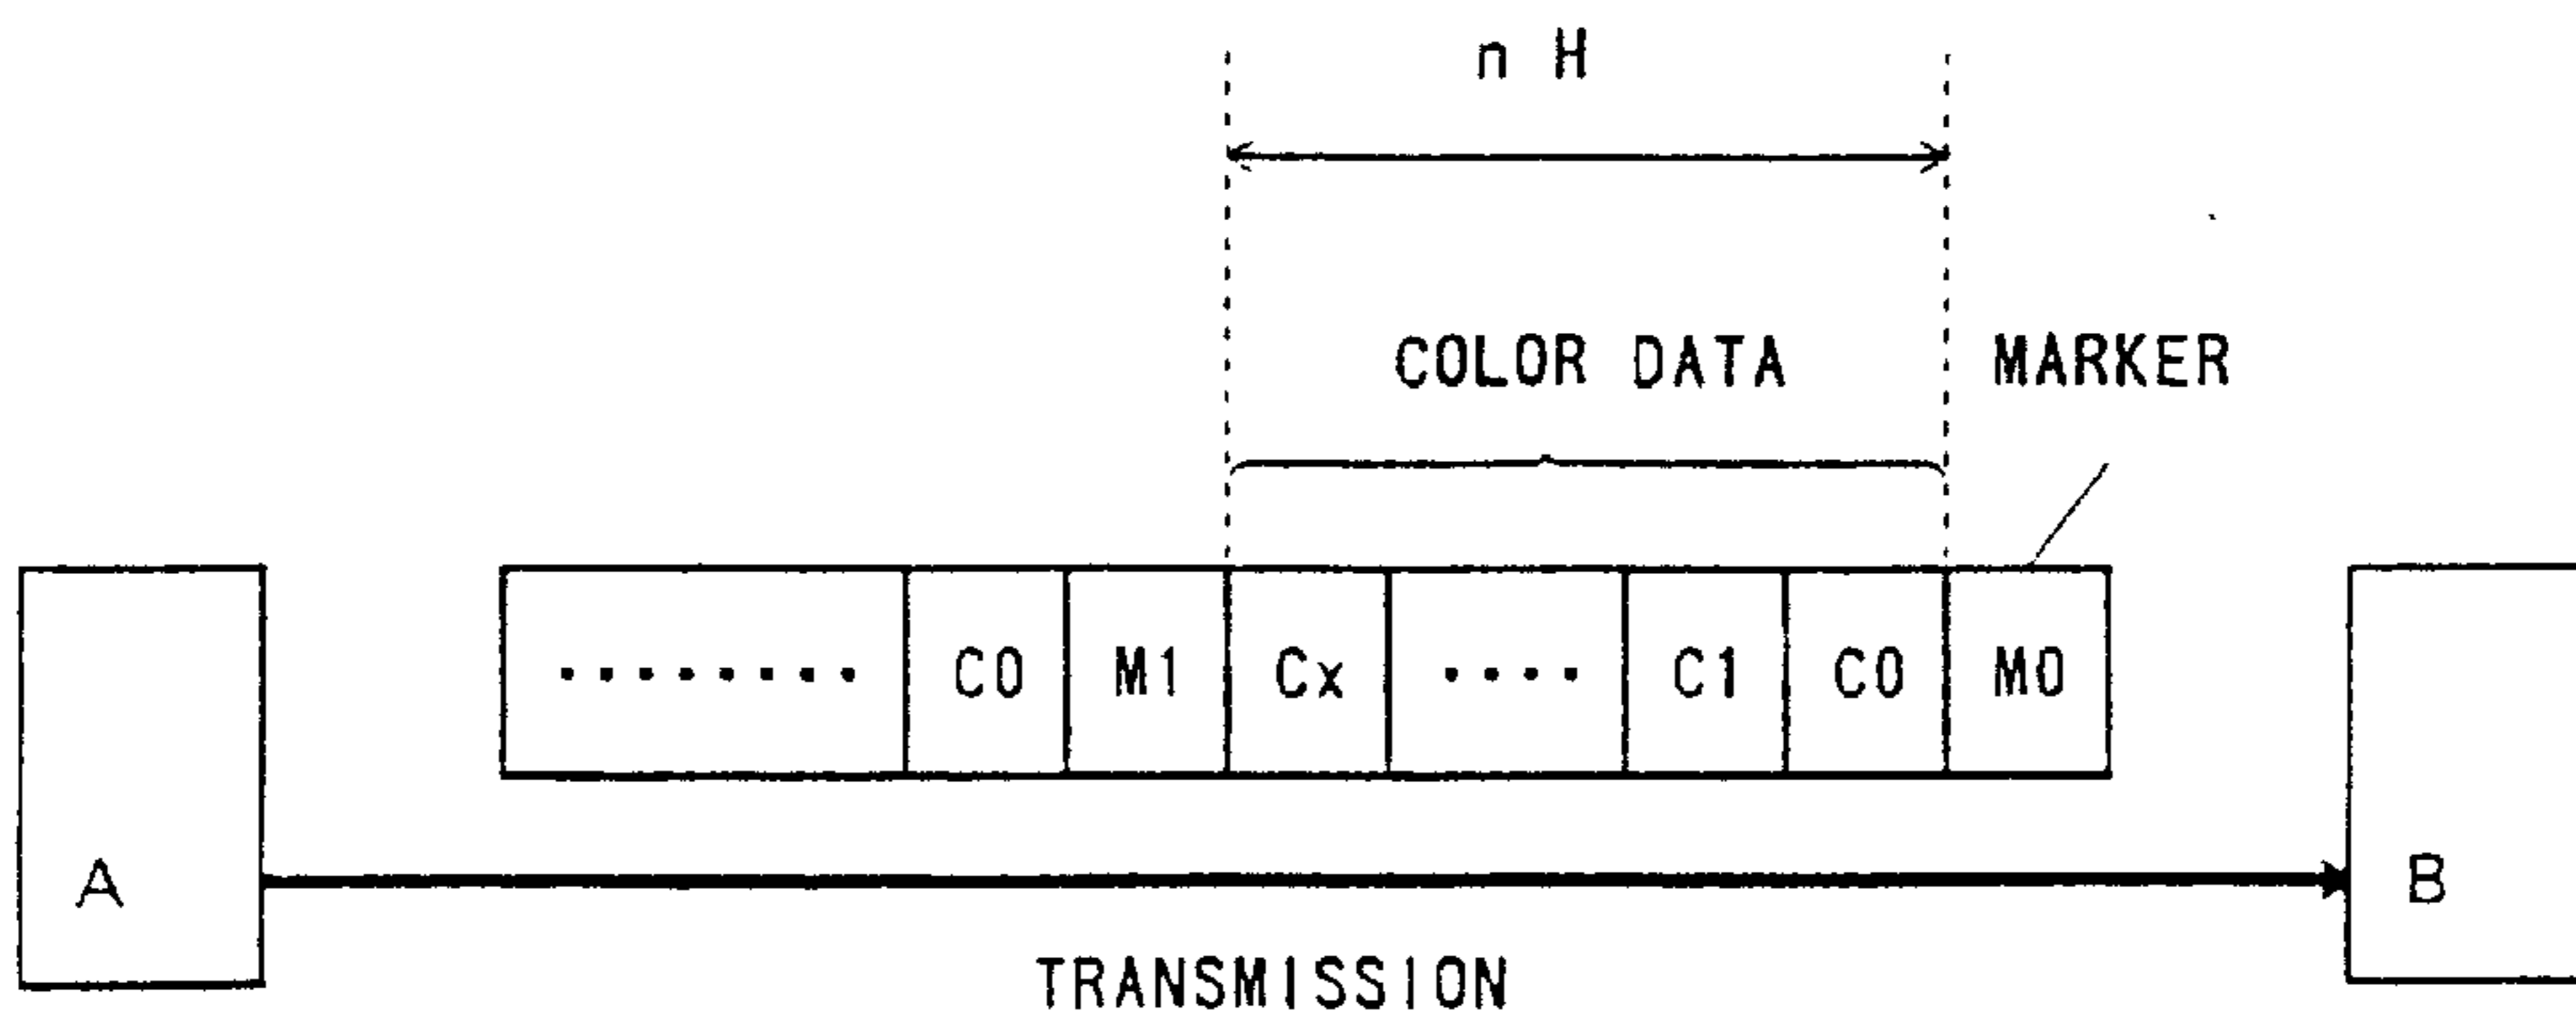 n H
COLOR DATA
MARKER
........ C0 M1 Cx .... C1 C0 M0
A
B
TRANSMISSION